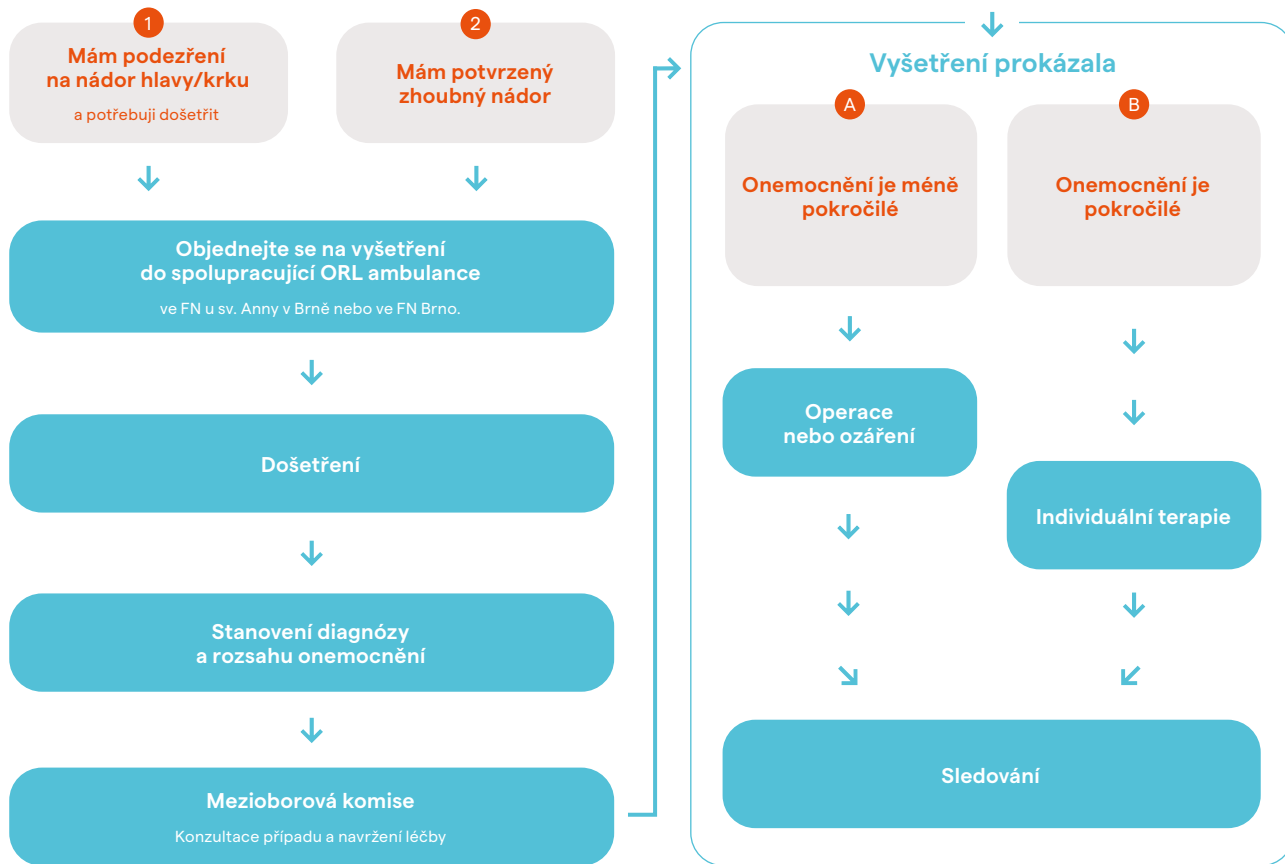 1
Mám podezření
na nádor hlavy/krku
a potřebuji došetřit
2
Mám potvrzený
zhoubný nádor
Objednejte se na vyšetření
do spolupracující ORL ambulance
ve FN u sv. Anny v Brně nebo ve FN Brno.
Došetření
Stanovení diagnózy
a rozsahu onemocnění
Mezioborová komise
Konzultace případu a navržení léčby
Vyšetření prokázala
A
Onemocnění je méně
pokročilé
B
Onemocnění je
pokročilé
Operace
nebo ozáření
Individuální terapie
Sledování